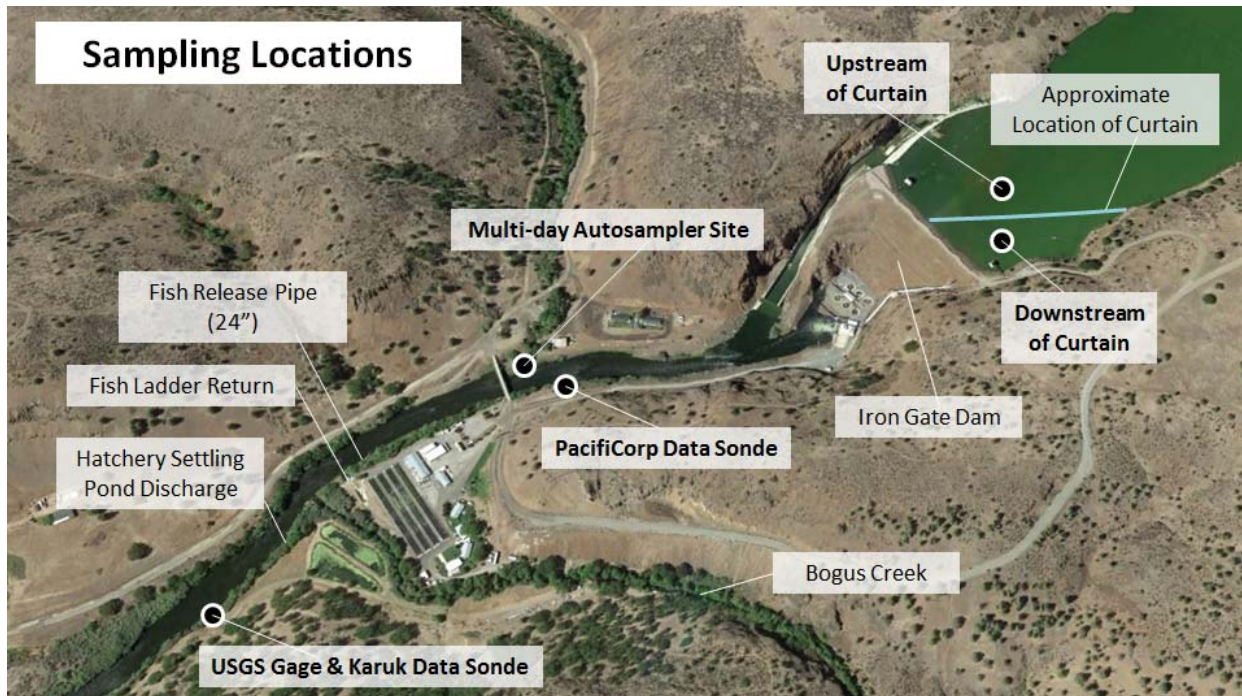 Sampling Locations
Upstream
of Curtain
Approximate
Location of Curtain
Multi-day Autosampler Site
Fish Release Pipe
(24”)
Downstream
of Curtain
Fish Ladder Return
Iron Gate Dam
PacifiCorp Data Sonde
Hatchery Settling
Pond Discharge
Bogus Creek
USGS Gage & Karuk Data Sonde